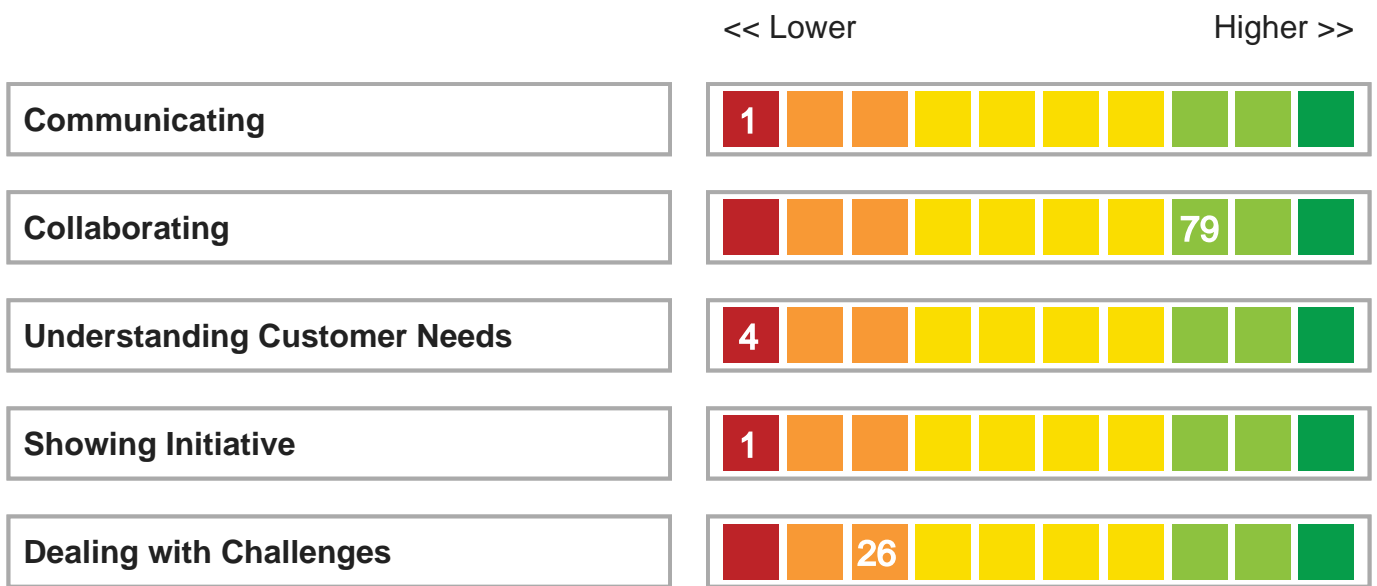 << Lower Higher >>
Communicating 1
Collaborating 79
Understanding Customer Needs 4
Showing Initiative 1
Dealing with Challenges 26